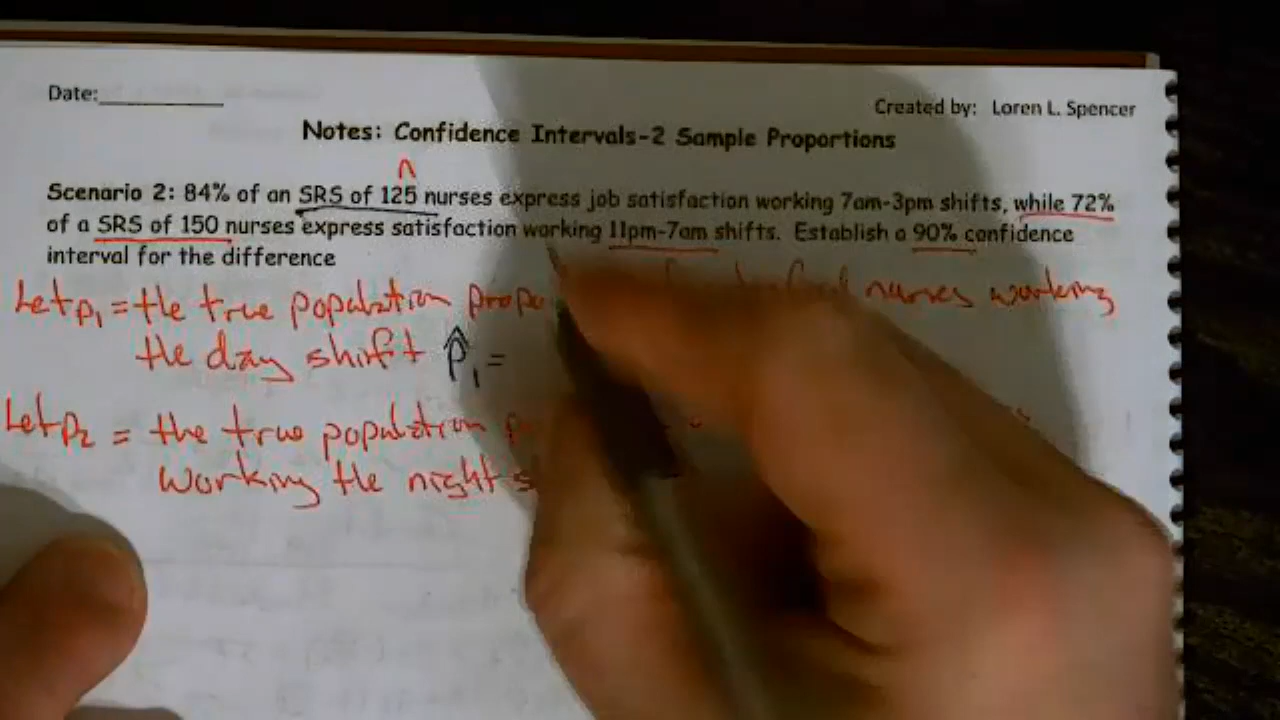 Date:___________
Created by: Loren L. Spencer
Notes: Confidence Intervals-2 Sample Proportions
n
Scenario 2: 84% of an SRS of 125 nurses express job satisfaction working 7am-3pm shifts, while 72%
of a SRS of 150 nurses express satisfaction working 11pm-7am shifts. Establish a 90% confidence
interval for the difference
Let p₁ = the true population nurses working
the day shift p̂₁ =
Let p₂ = the true population
working the night